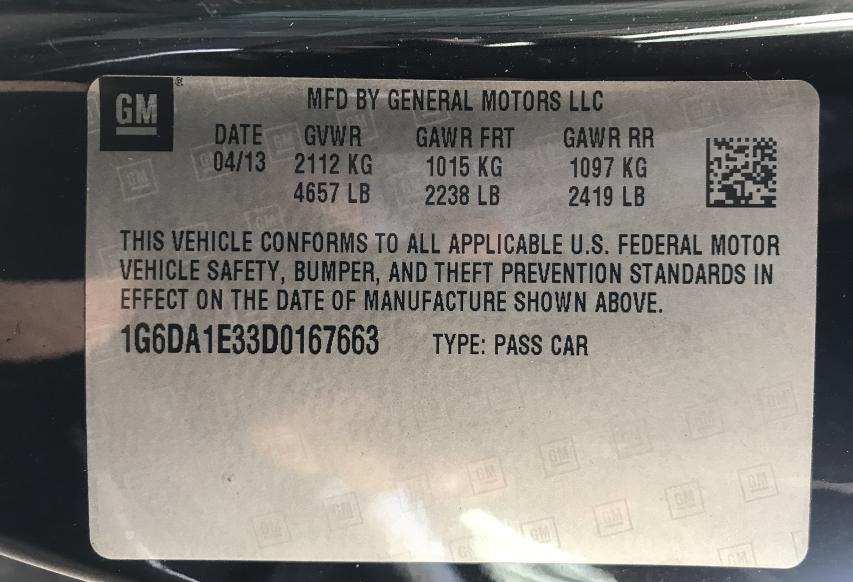 GM ®
MFD BY GENERAL MOTORS LLC
DATE GVWR GAWR FRT GAWR RR
04/13 2112 KG 1015 KG 1097 KG
4657 LB 2238 LB 2419 LB
THIS VEHICLE CONFORMS TO ALL APPLICABLE U.S. FEDERAL MOTOR
VEHICLE SAFETY, BUMPER, AND THEFT PREVENTION STANDARDS IN
EFFECT ON THE DATE OF MANUFACTURE SHOWN ABOVE.
1G6DA1E33D0167663 TYPE: PASS CAR